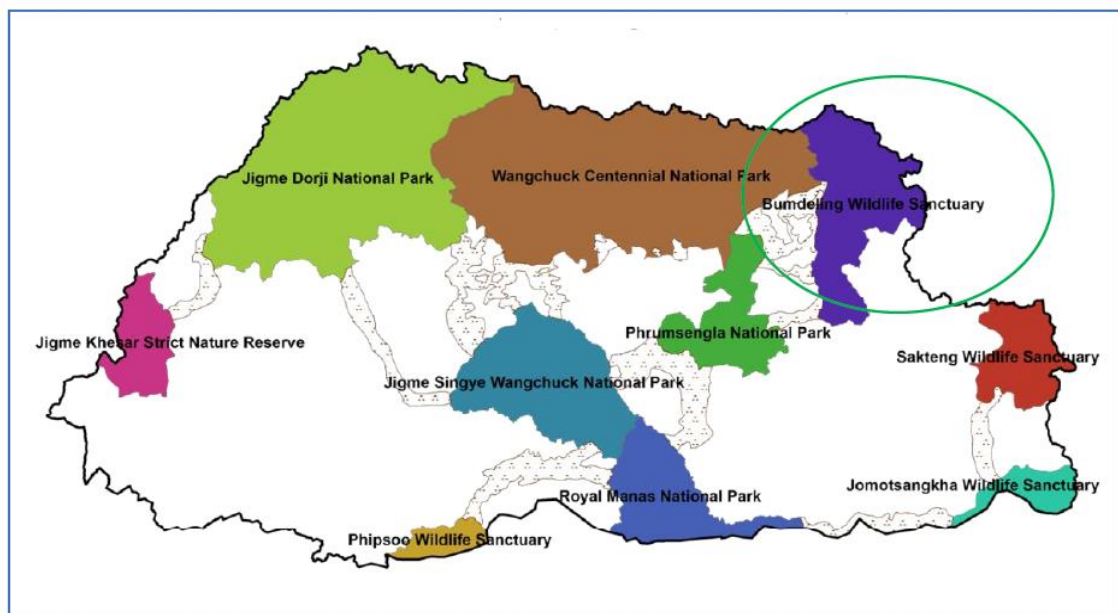 Jigme Dorji National Park
Wangchuck Centennial National Park
Bumdeling Wildlife Sanctuary
Phrumsengla National Park
Jigme Khesar Strict Nature Reserve
Sakteng Wildlife Sanctuary
Jigme Singye Wangchuck National Park
Jomotsangkha Wildlife Sanctuary
Royal Manas National Park
Phipsoo Wildlife Sanctuary